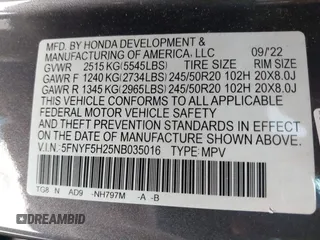 MFD. BY HONDA DEVELOPMENT &
MANUFACTURING OF AMERICA, LLC 09/'22
GVWR 2515 KG(5545LBS) TIRE SIZE RIM SIZE
GAWR F 1240 KG(2734LBS) 245/50R20 102H 20X8.0J
GAWR R 1345 KG(2965LBS) 245/50R20 102H 20X8.0J
THIS VEHICLE CONFORMS TO ALL APPLICABLE
FEDERAL MOTOR VEHICLE SAFETY
AND THEFT PREVENTION STANDARDS IN EFFECT
ON THE DATE OF MANUFACTURE SHOWN ABOVE.
V.I.N.: 5FNYF5H25NB035016 TYPE: MPV
TG8 N AD9 -NH797M -A -B
DREAMBID